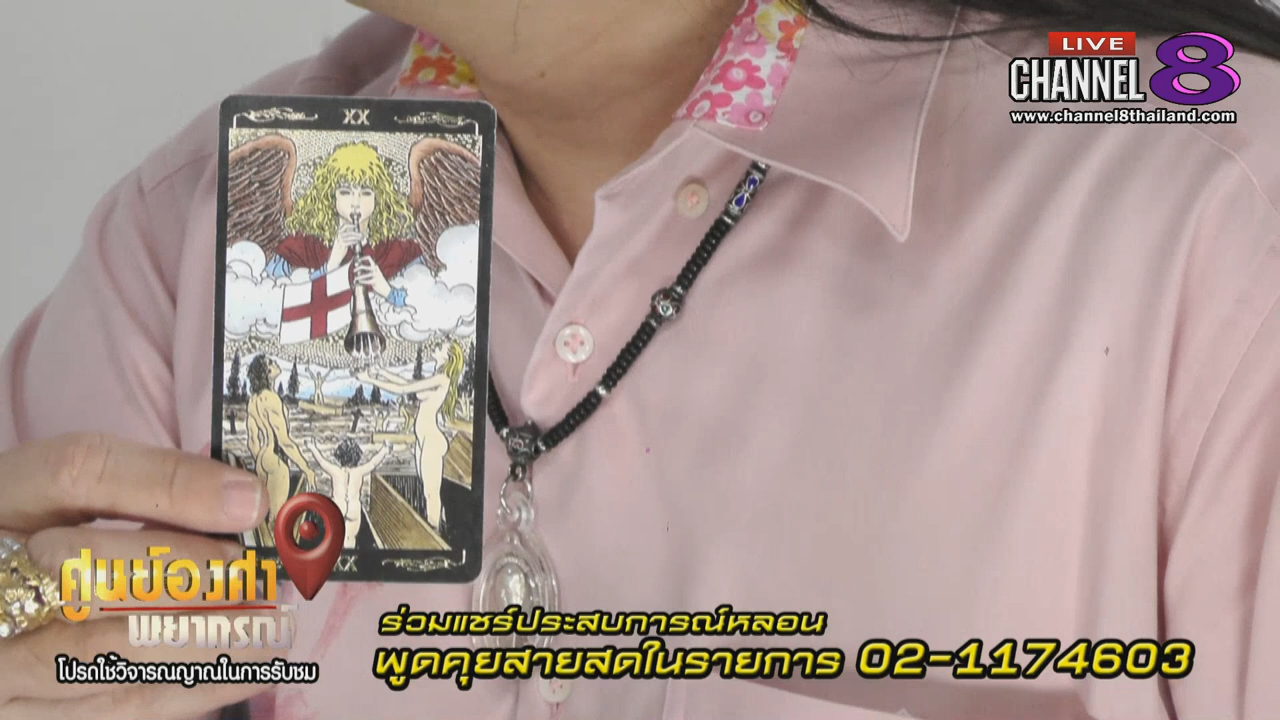 LIVE
CHANNEL 8
www.channel8thailand.com
XX
XX
ศูนย์องศา
พยากรณ์
โปรดใช้วิจารณญาณในการรับชม
ร่วมแชร์ประสบการณ์หลอน
พูดคุยสายสดในรายการ 02-1174603